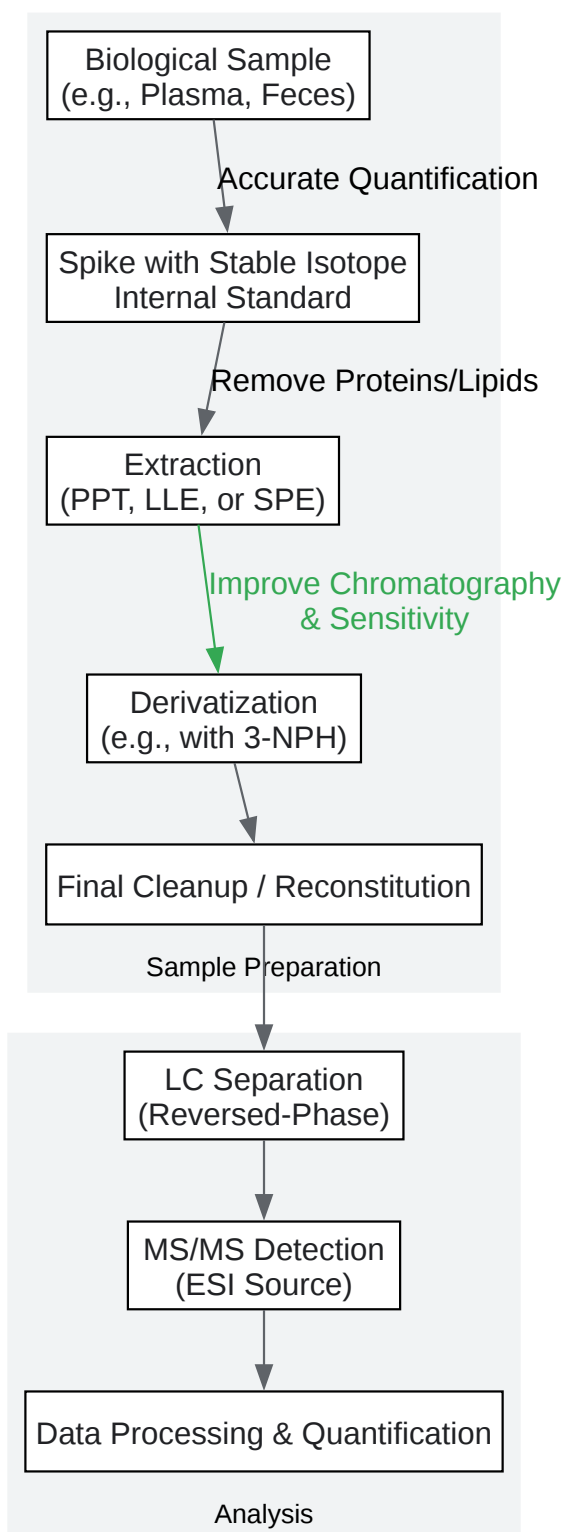 Biological Sample
(e.g., Plasma, Feces)
Accurate Quantification
Spike with Stable Isotope
Internal Standard
Remove Proteins/Lipids
Extraction
(PPT, LLE, or SPE)
Improve Chromatography
& Sensitivity
Derivatization
(e.g., with 3-NPH)
Final Cleanup / Reconstitution
Sample Preparation
LC Separation
(Reversed-Phase)
MS/MS Detection
(ESI Source)
Data Processing & Quantification
Analysis